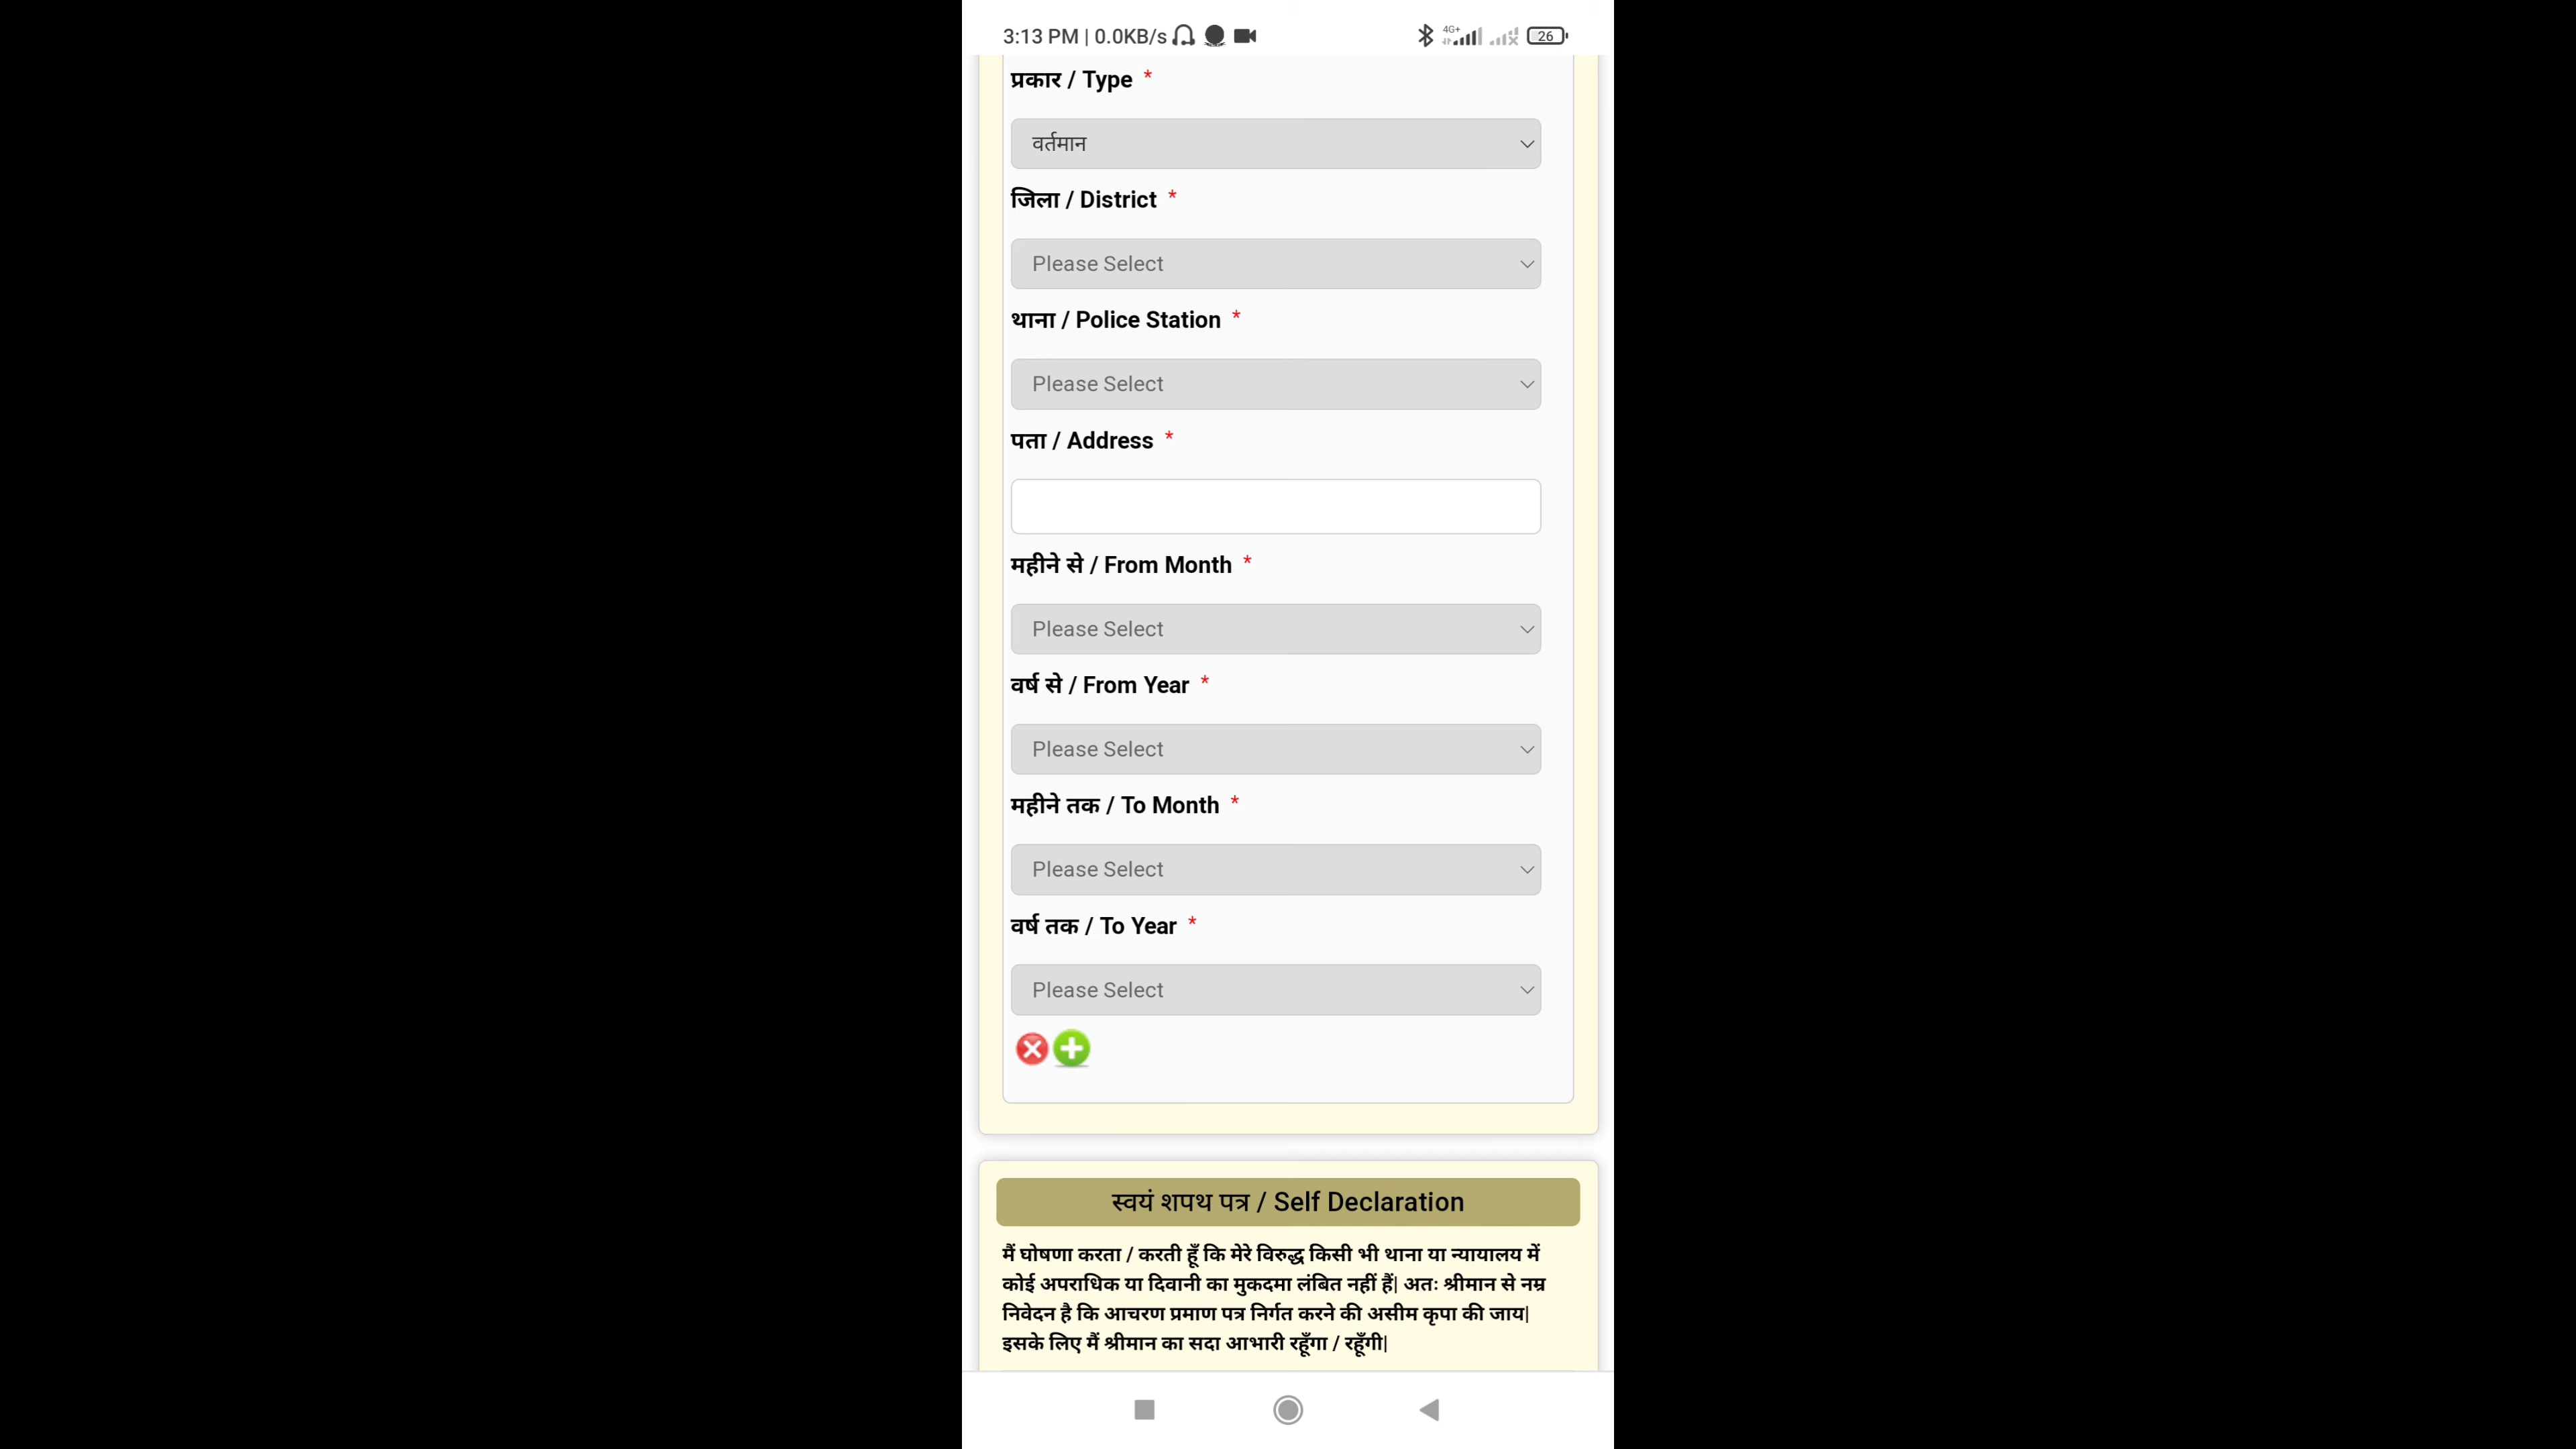 3:13 PM | 0.0KB/s 4G+ 26
प्रकार / Type *
वर्तमान
जिला / District *
Please Select
थाना / Police Station *
Please Select
पता / Address *
महीने से / From Month *
Please Select
वर्ष से / From Year *
Please Select
महीने तक / To Month *
Please Select
वर्ष तक / To Year *
Please Select
स्वयं शपथ पत्र / Self Declaration
मैं घोषणा करता / करती हूँ कि मेरे विरुद्ध किसी भी थाना या न्यायालय में
कोई अपराधिक या दिवानी का मुकदमा लंबित नहीं हैं| अतः श्रीमान से नम्र
निवेदन है कि आचरण प्रमाण पत्र निर्गत करने की असीम कृपा की जाय|
इसके लिए मैं श्रीमान का सदा आभारी रहूँगा / रहूँगी|